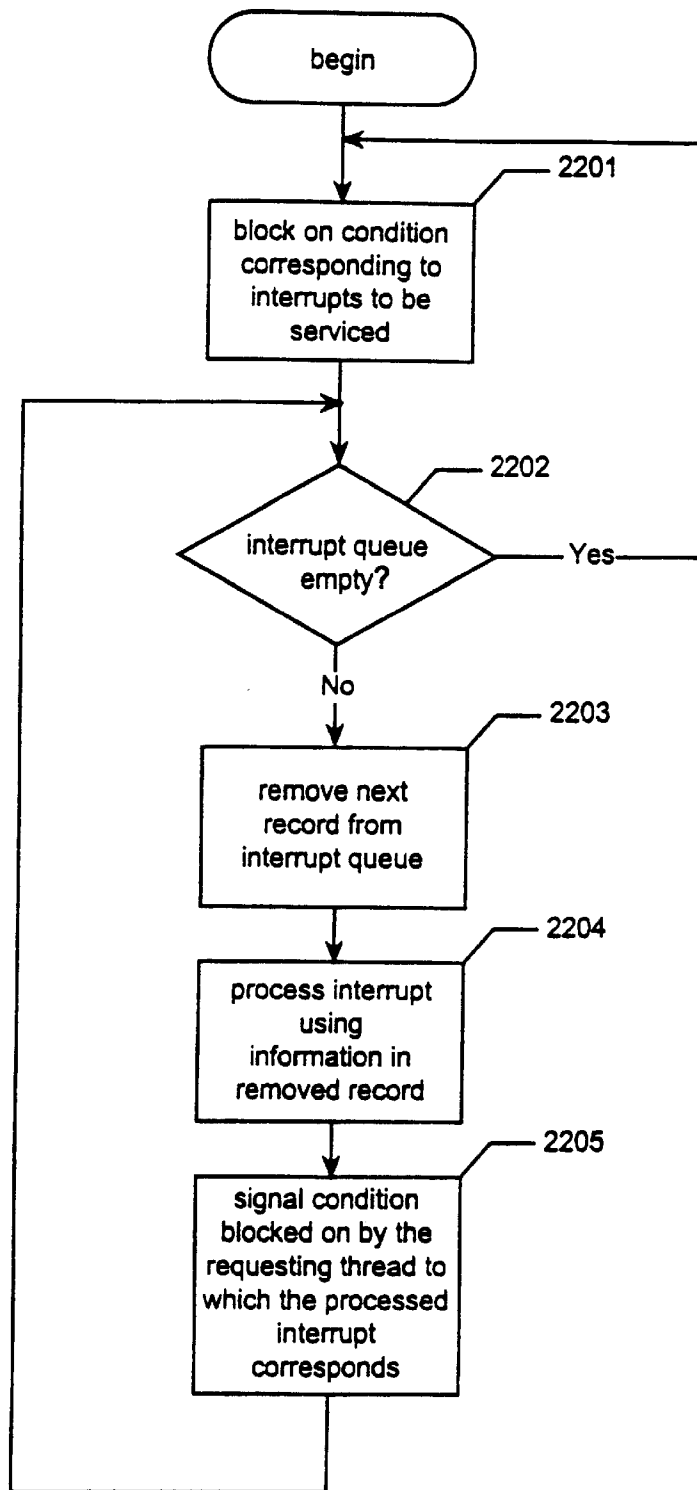 begin
2201
block on condition
corresponding to
interrupts to be
serviced
2202
interrupt queue
empty?
Yes
No
2203
remove next
record from
interrupt queue
2204
process interrupt
using
information in
removed record
2205
signal condition
blocked on by the
requesting thread to
which the processed
interrupt
corresponds